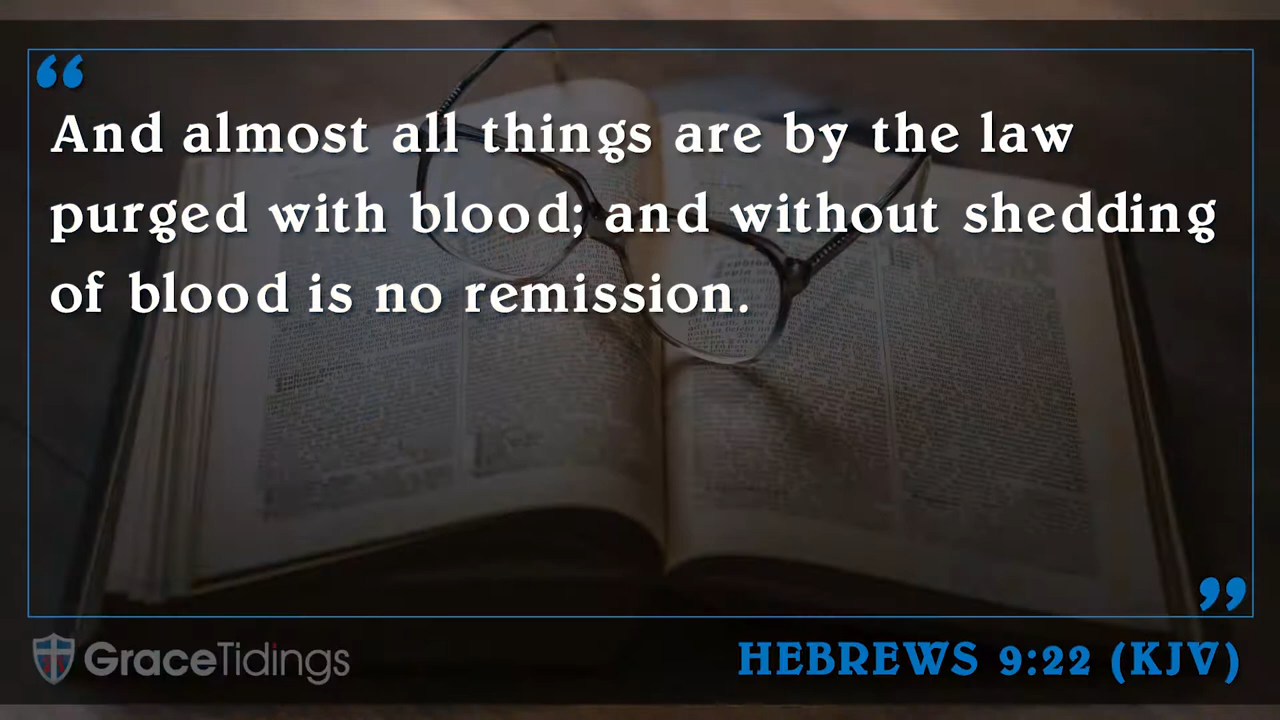 “
And almost all things are by the law
purged with blood; and without shedding
of blood is no remission.
”
GraceTidings
HEBREWS 9:22 (KJV)